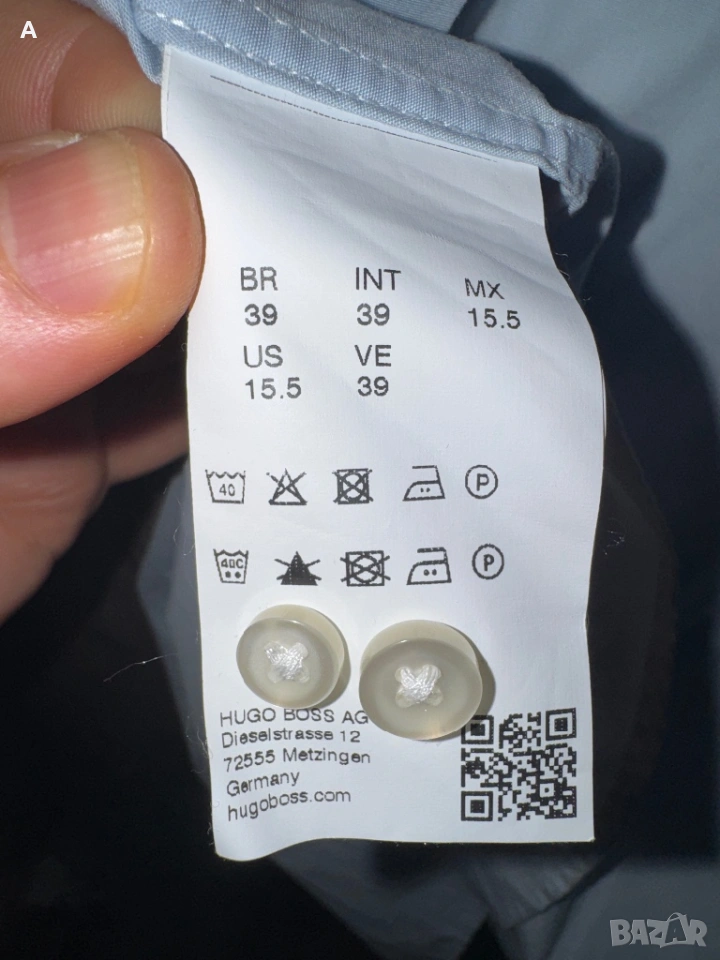 A
BR INT MX
39 39 15.5
US VE
15.5 39
40 P
40C P
HUGO BOSS AG
Dieselstrasse 12
72555 Metzingen
Germany
hugoboss.com
BAZAR